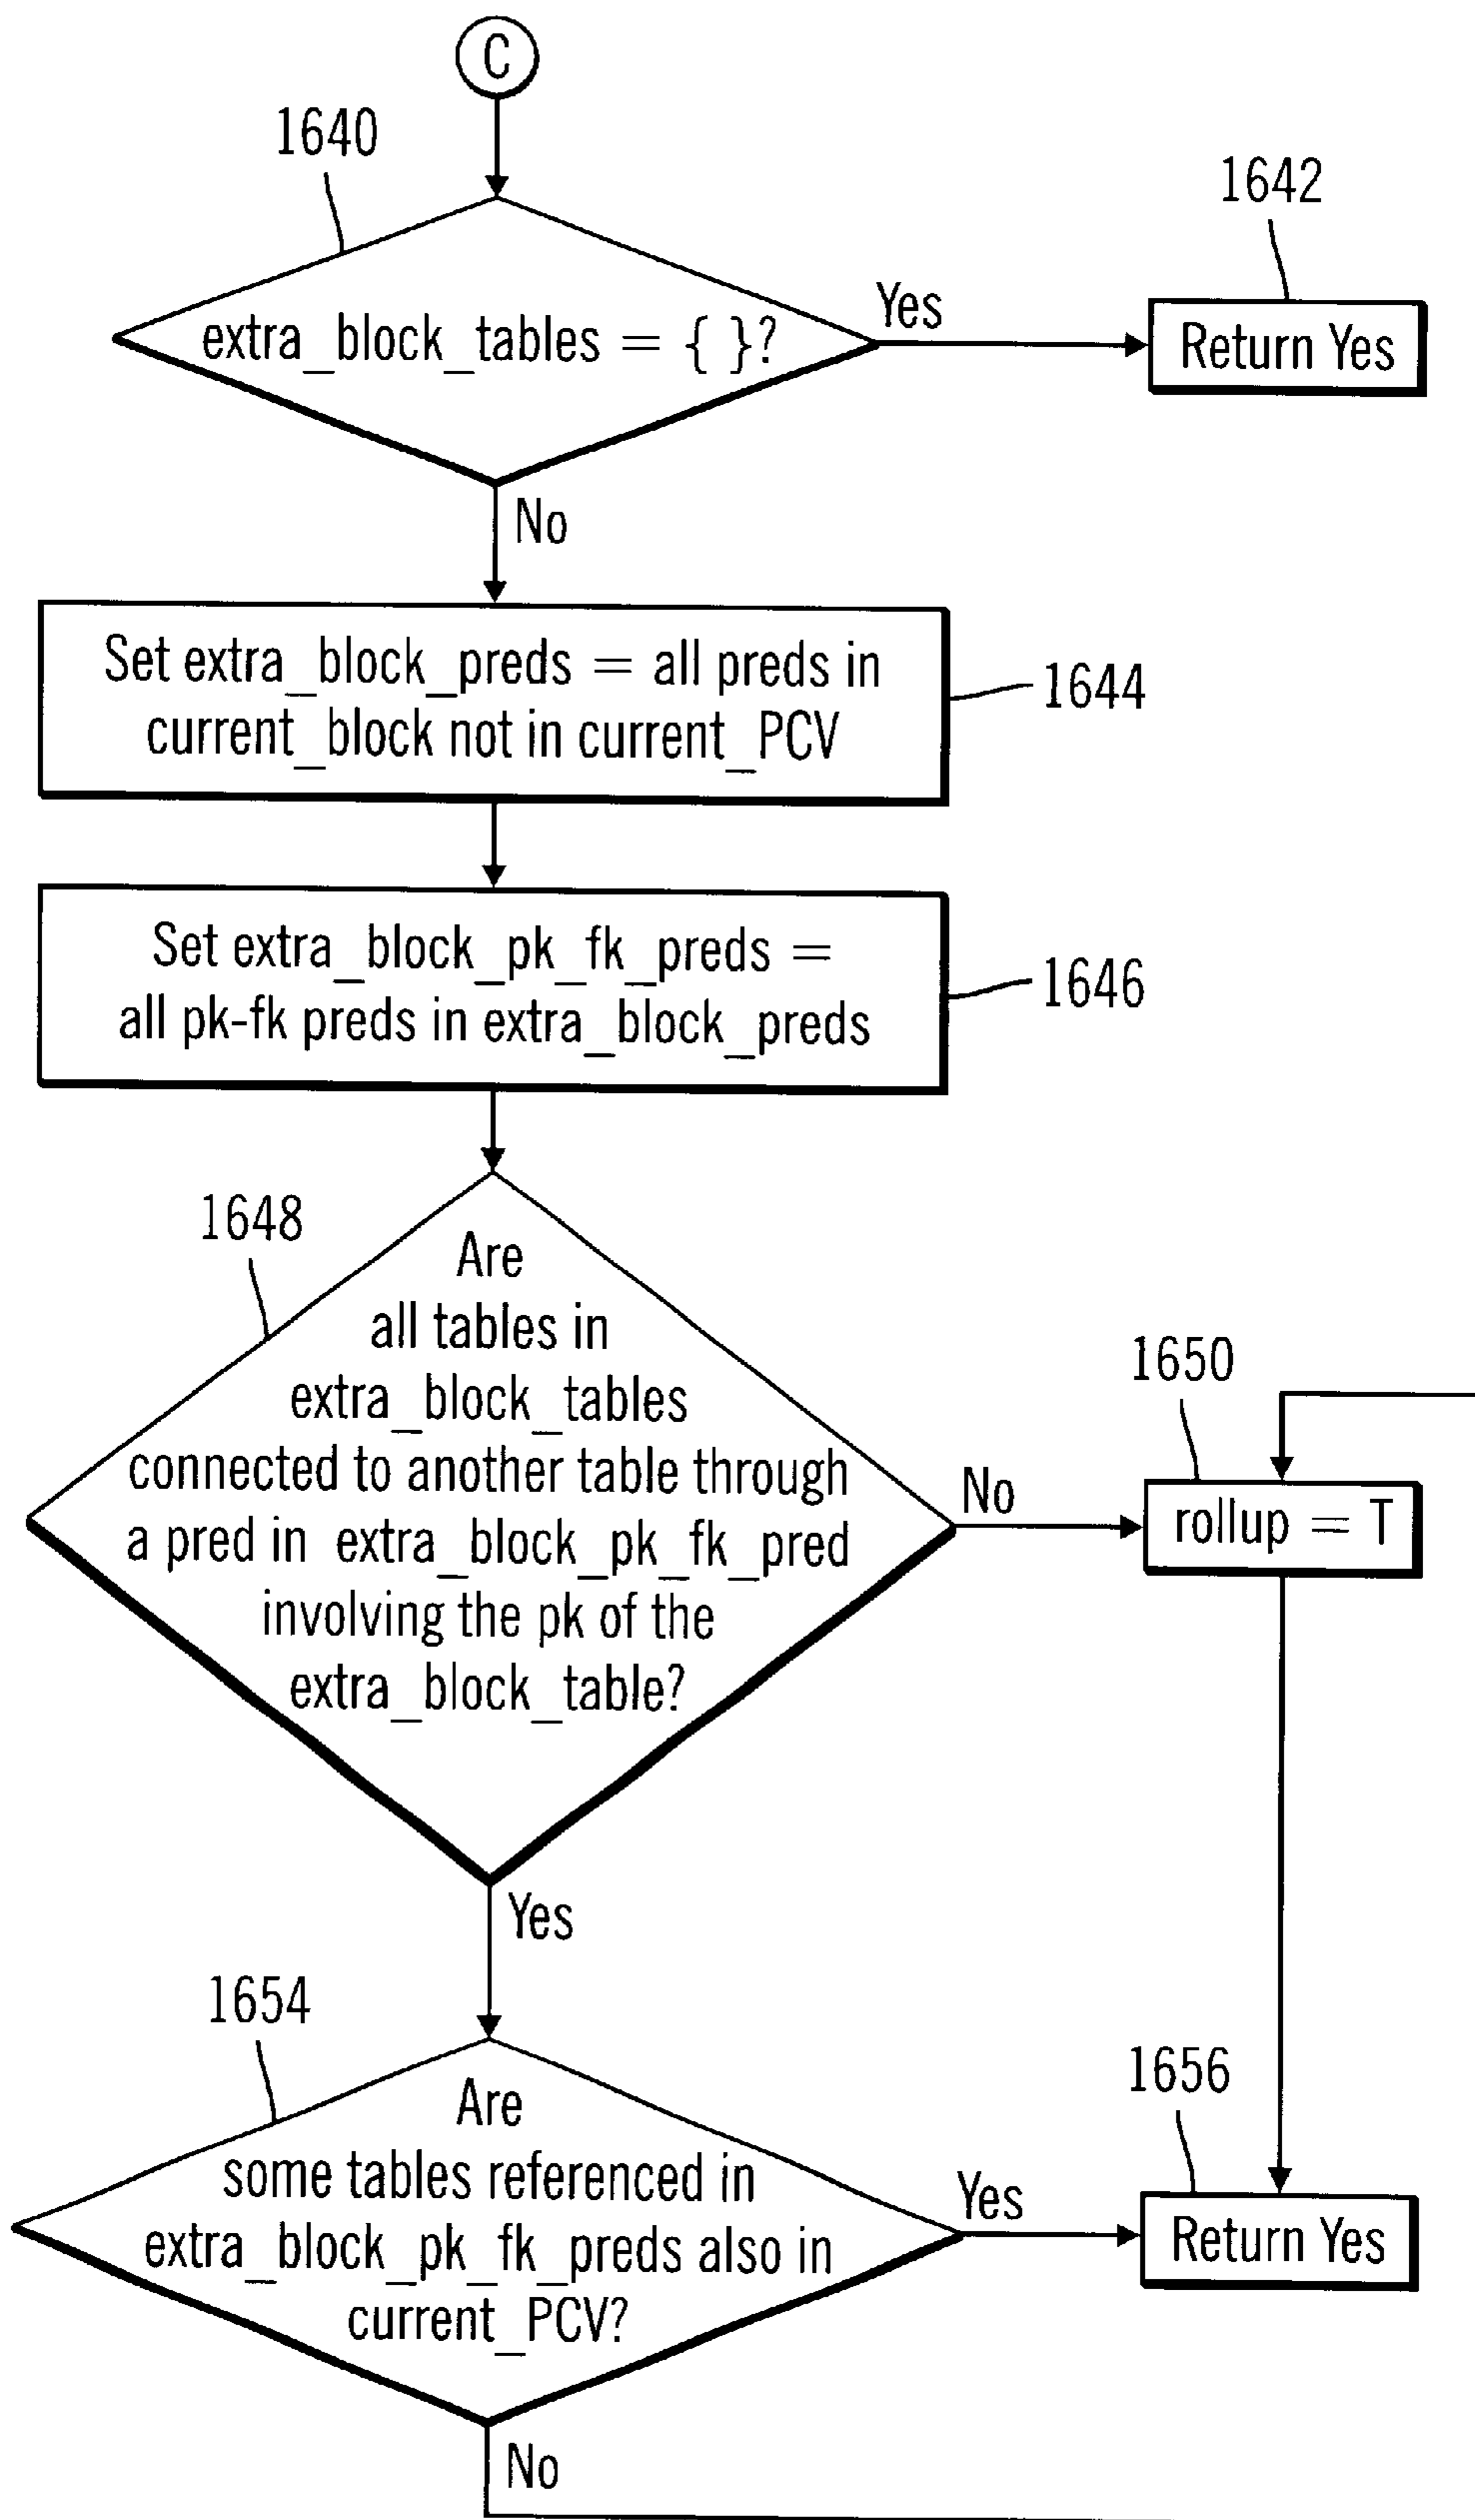 C
1640
extra_block_tables = { }?
Yes
1642
Return Yes
No
Set extra_block_preds = all preds in
current_block not in current_PCV
1644
Set extra_block_pk_fk_preds =
all pk-fk preds in extra_block_preds
1646
1648
Are
all tables in
extra_block_tables
connected to another table through
a pred in extra_block_pk_fk_pred
involving the pk of the
extra_block_table?
No
1650
rollup = T
Yes
1654
Are
some tables referenced in
extra_block_pk_fk_preds also in
current_PCV?
Yes
1656
Return Yes
No